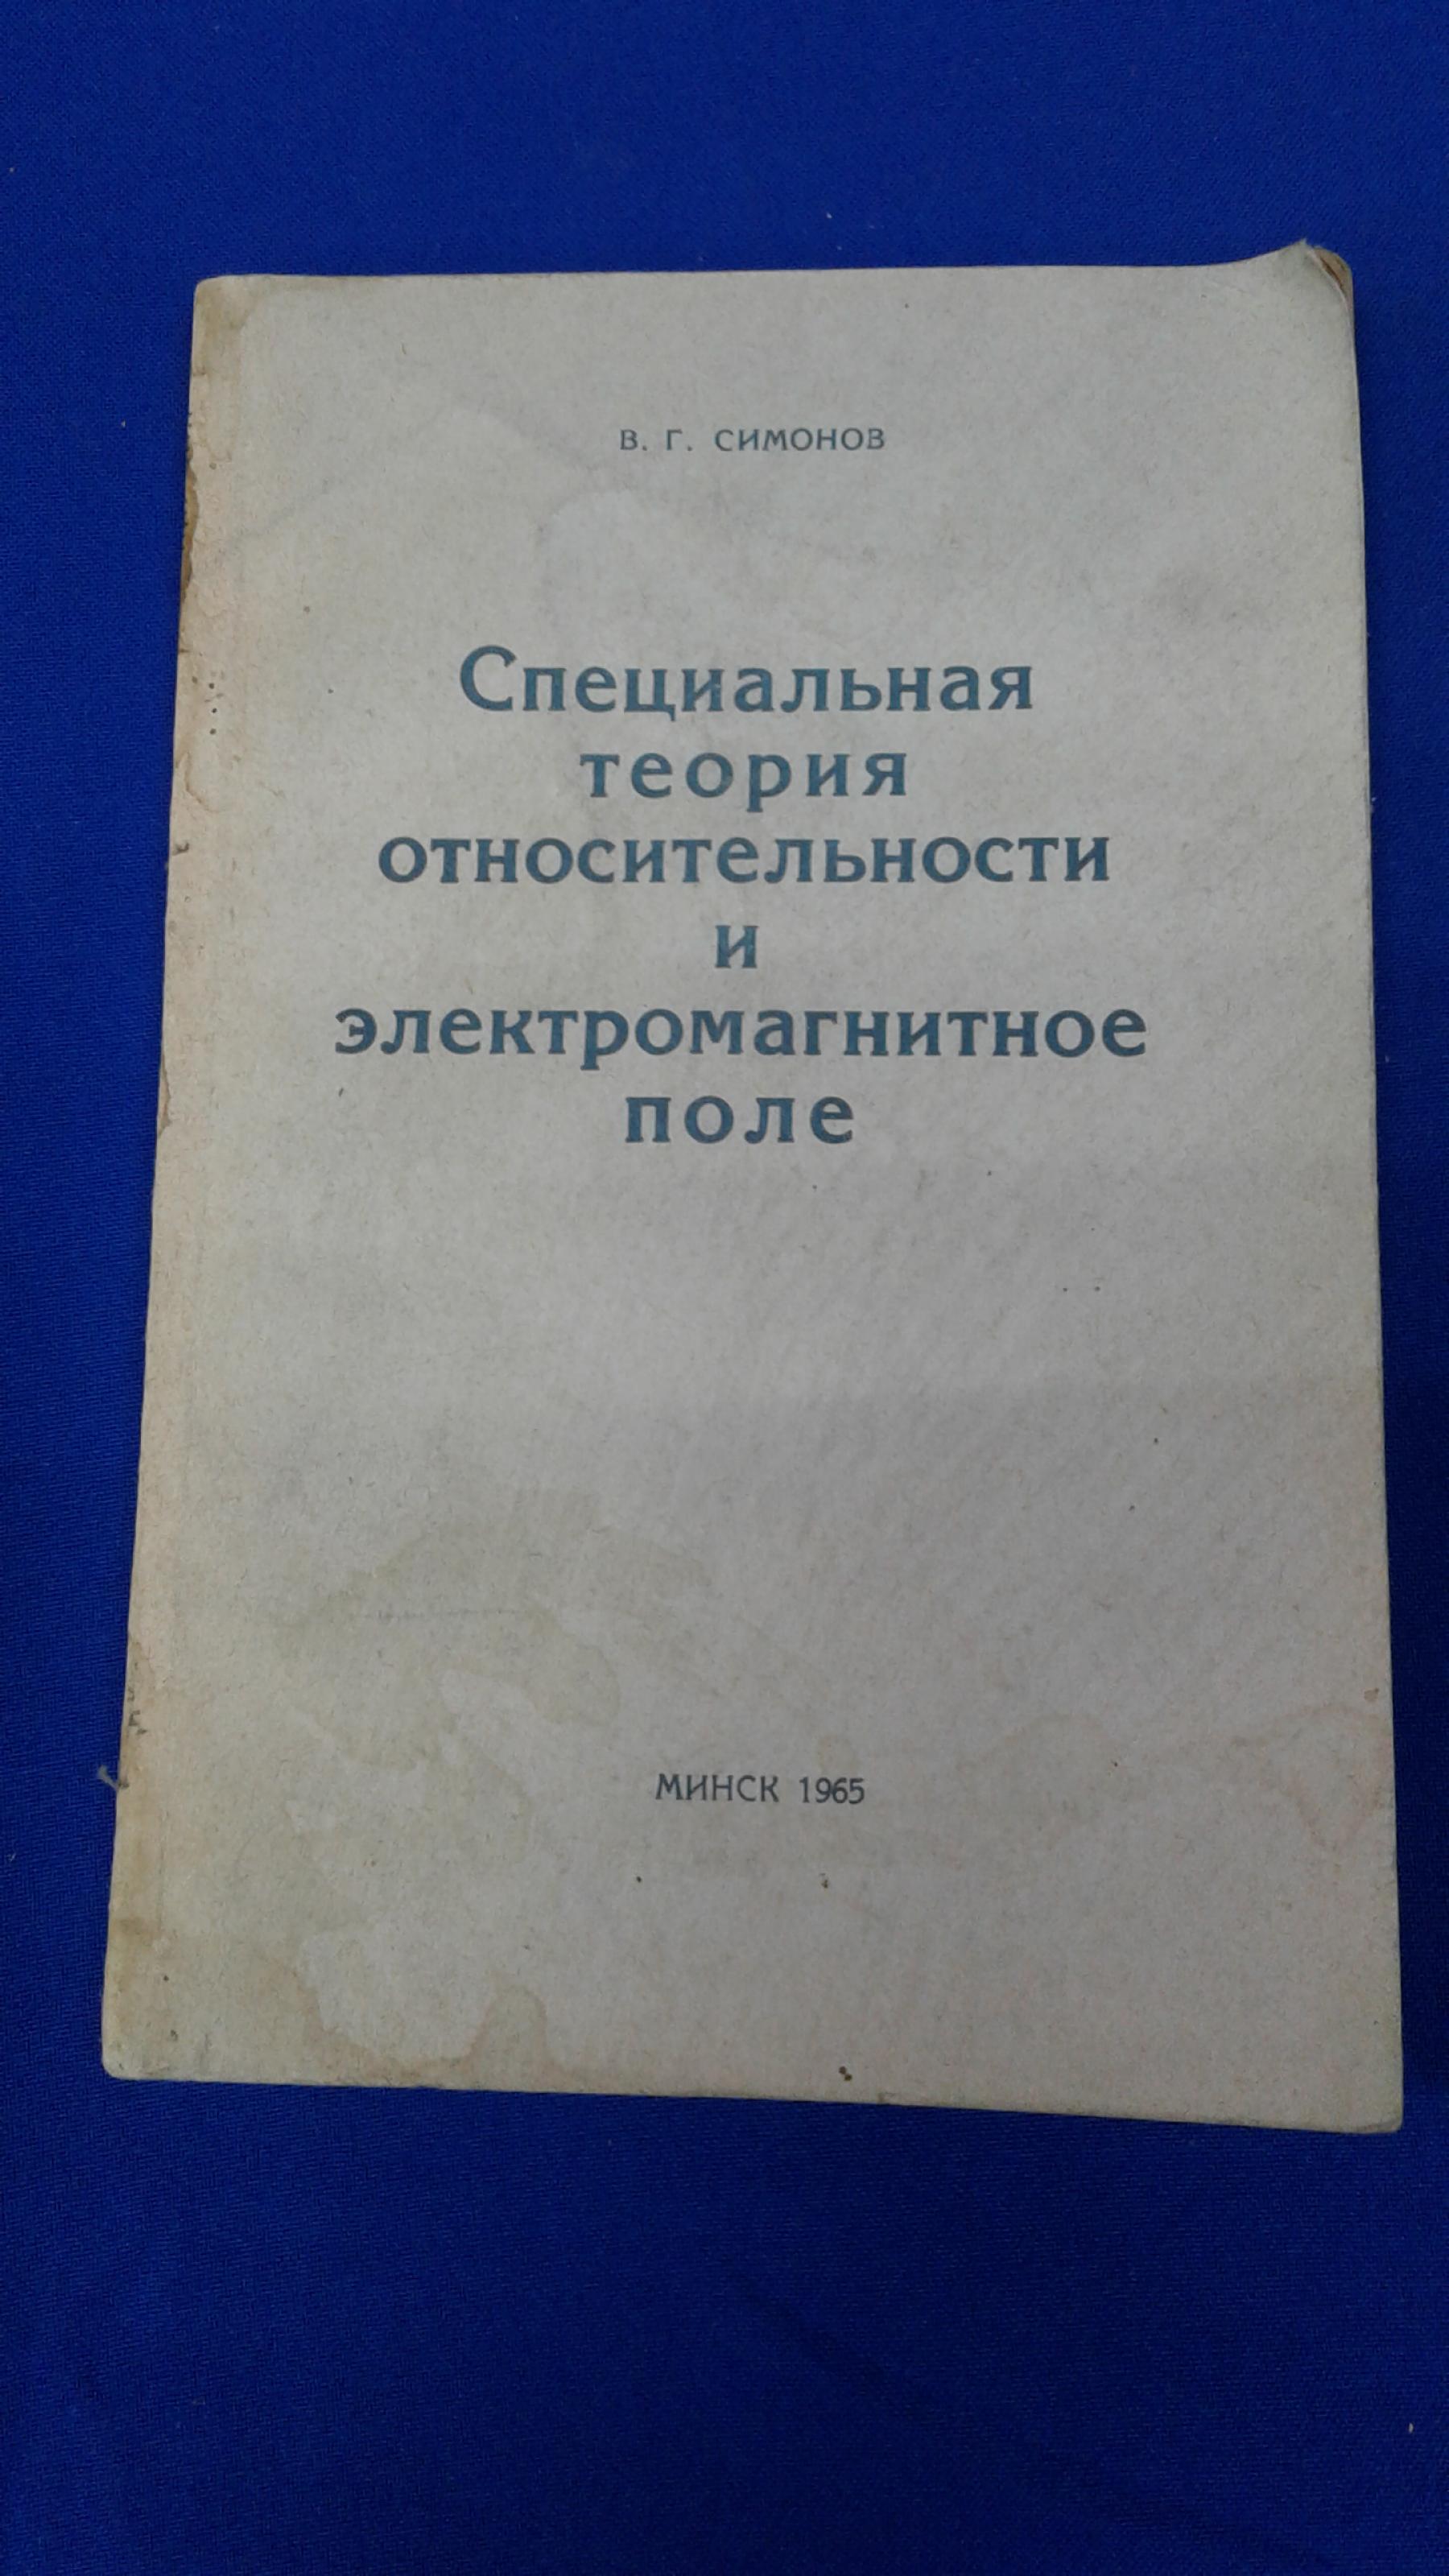 В. Г. СИМОНОВ
Специальная
теория
относительности
и
электромагнитное
поле
МИНСК 1965